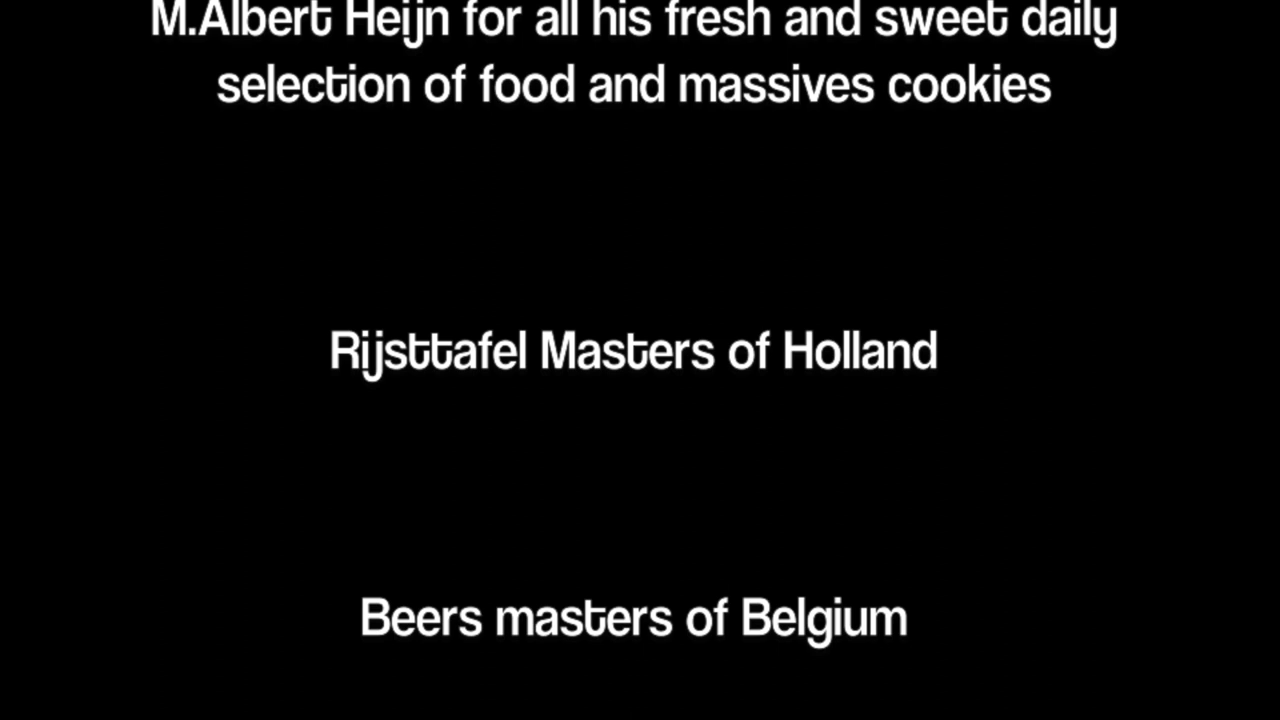 M.Albert Heijn for all his fresh and sweet daily
selection of food and massives cookies
Rijsttafel Masters of Holland
Beers masters of Belgium